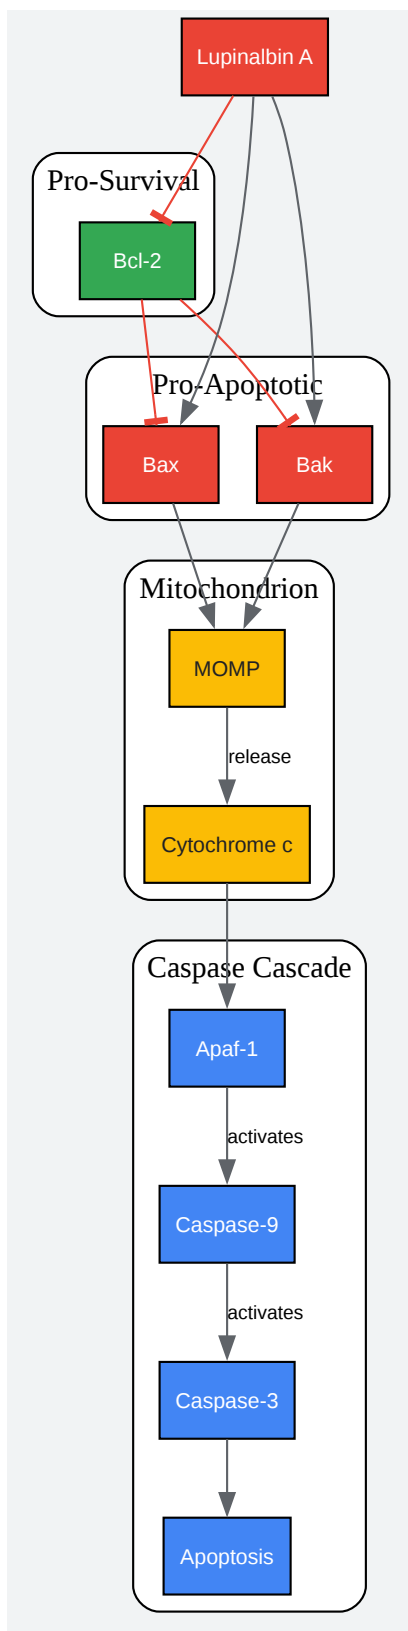 Lupinalbin A
Pro-Survival
Bcl-2
Pro-Apoptotic
Bax
Bak
Mitochondrion
MOMP
release
Cytochrome c
Caspase Cascade
Apaf-1
activates
Caspase-9
activates
Caspase-3
Apoptosis